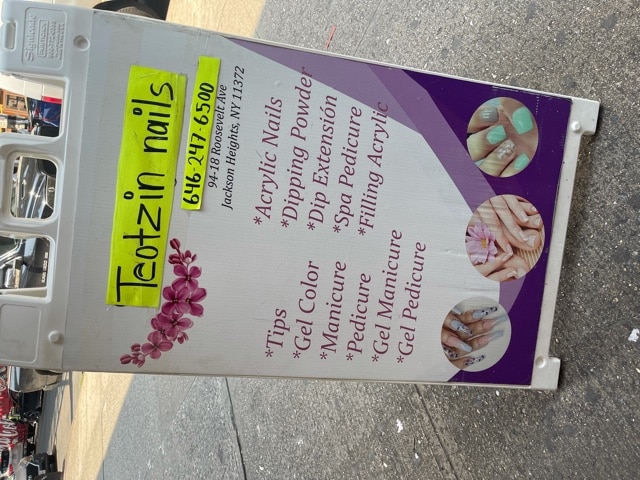 Teotzin nails
646-247-6500
94-18 Roosevelt Ave
Jackson Heights, NY 11372
*Tips
*Gel Color
*Manicure
*Pedicure
*Gel Manicure
*Gel Pedicure
*Acrylic Nails
*Dipping Powder
*Dip Extensión
*Spa Pedicure
*Filling Acrylic